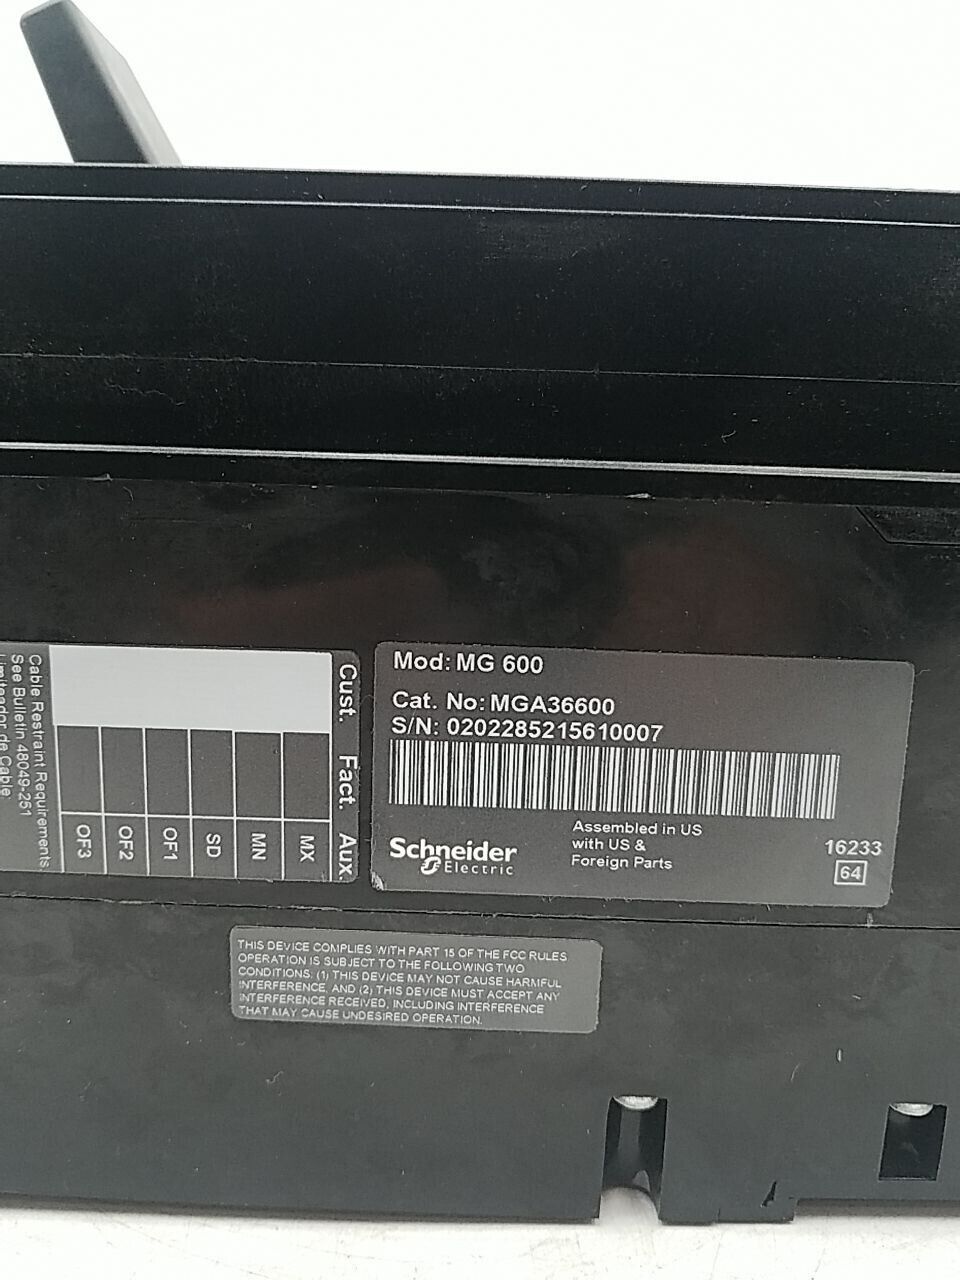 Cable Restraint Requirements
See Bulletin 48049-251
Limitador de Cable:
Cust. Fact. Aux.
MX
MN
SD
OF1
OF2
OF3
Mod: MG 600
Cat. No: MGA36600
S/N: 0202285215610007
Schneider
Electric
Assembled in US
with US &
Foreign Parts
16233
64
THIS DEVICE COMPLIES WITH PART 15 OF THE FCC RULES
OPERATION IS SUBJECT TO THE FOLLOWING TWO
CONDITIONS: (1) THIS DEVICE MAY NOT CAUSE HARMFUL
INTERFERENCE, AND (2) THIS DEVICE MUST ACCEPT ANY
INTERFERENCE RECEIVED, INCLUDING INTERFERENCE
THAT MAY CAUSE UNDESIRED OPERATION.